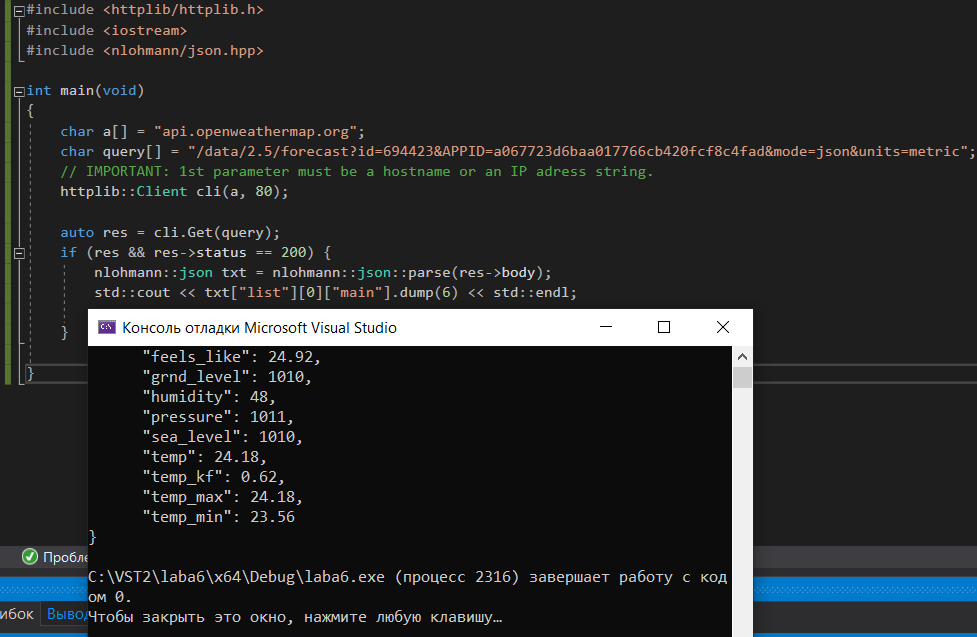 #include <httplib/httplib.h>
#include <iostream>
#include <nlohmann/json.hpp>
int main(void)
{
char a[] = "api.openweathermap.org";
char query[] = "/data/2.5/forecast?id=694423&APPID=a067723d6baa017766cb420fcf8c4fad&mode=json&units=metric";
// IMPORTANT: 1st parameter must be a hostname or an IP adress string.
httplib::Client cli(a, 80);
auto res = cli.Get(query);
if (res && res->status == 200) {
nlohmann::json txt = nlohmann::json::parse(res->body);
std::cout << txt["list"][0]["main"].dump(6) << std::endl;
}
}
Консоль отладки Microsoft Visual Studio
"feels_like": 24.92,
"grnd_level": 1010,
"humidity": 48,
"pressure": 1011,
"sea_level": 1010,
"temp": 24.18,
"temp_kf": 0.62,
"temp_max": 24.18,
"temp_min": 23.56
}
C:\VST2\laba6\x64\Debug\laba6.exe (процесс 2316) завершает работу с код
ом 0.
Чтобы закрыть это окно, нажмите любую клавишу…
Пробле
ибок Вывод